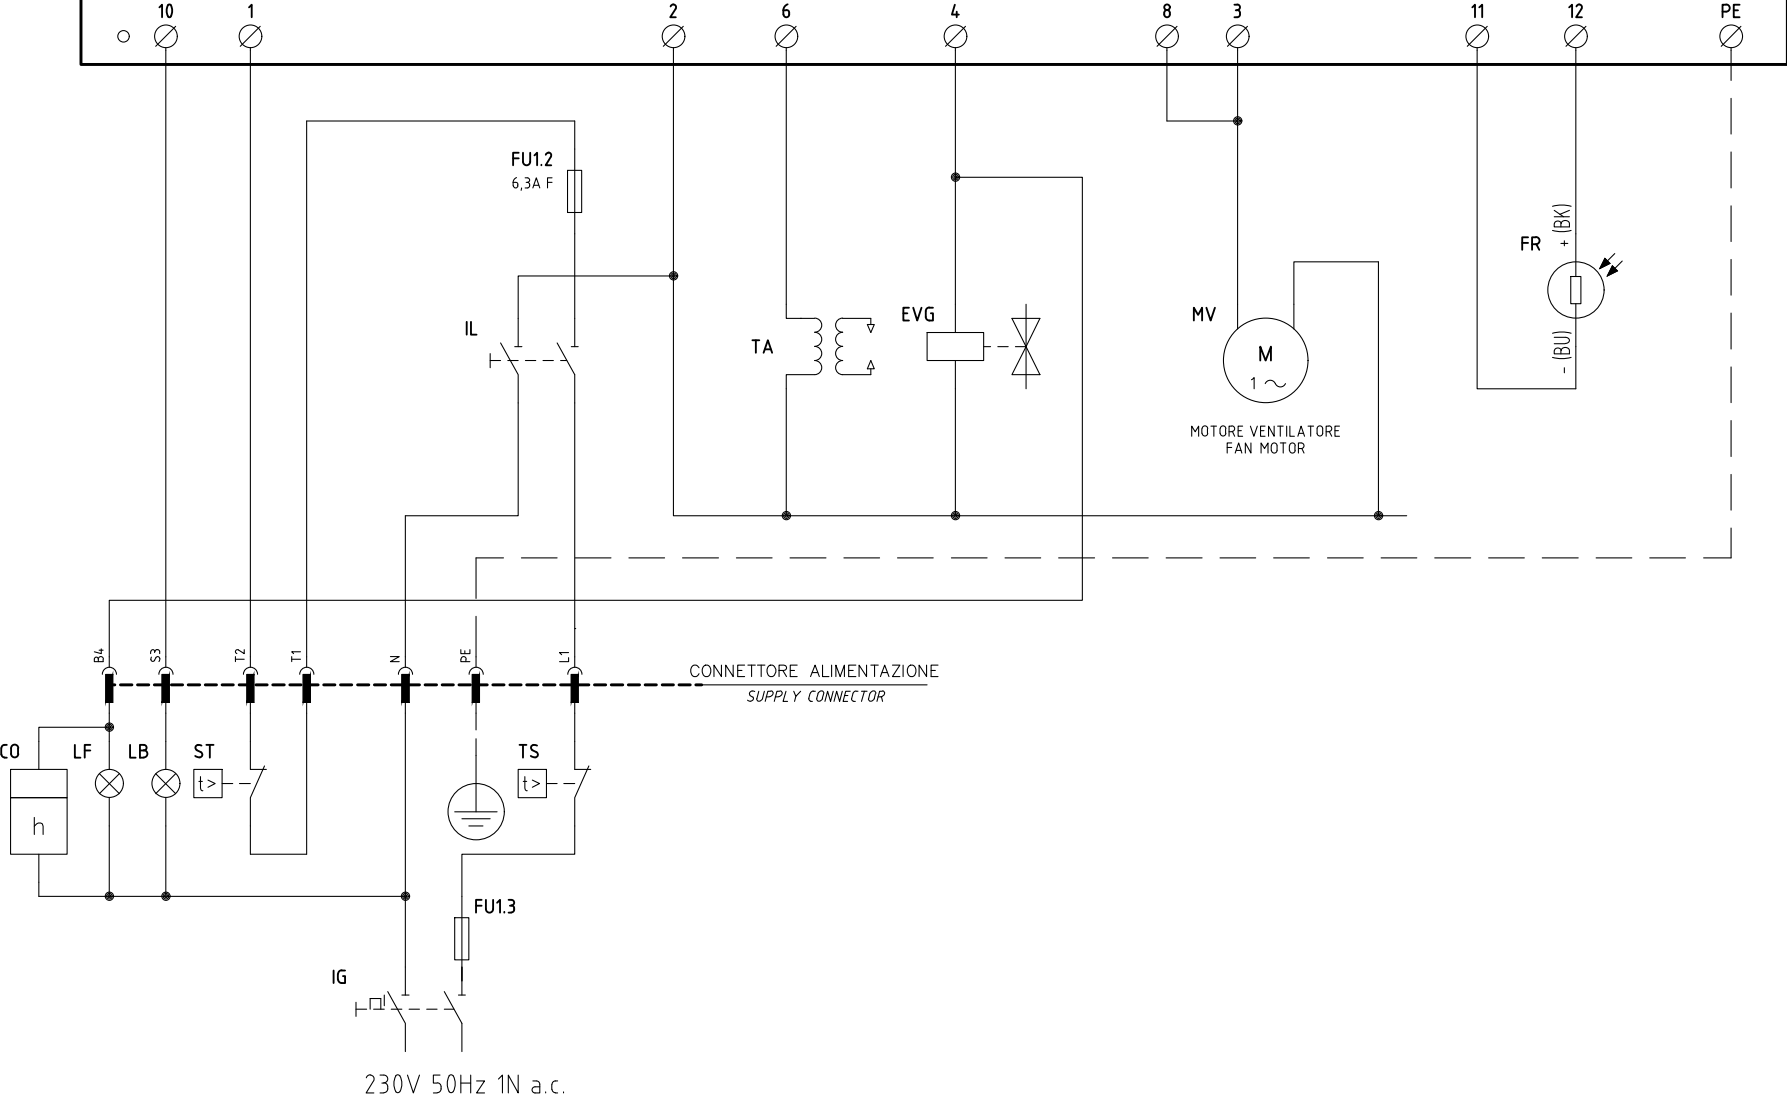 10 1 2 6 4 8 3 11 12 PE
FU1.2
6,3A F
+ (BK)
FR
IL
EVG
MV
TA
M
1
- (BU)
MOTORE VENTILATORE
FAN MOTOR
B4 S3 T2 T1 N PE L1
CONNETTORE ALIMENTAZIONE
SUPPLY CONNECTOR
CO LF LB ST TS
t> t>
h
FU1.3
IG
230V 50Hz 1N a.c.